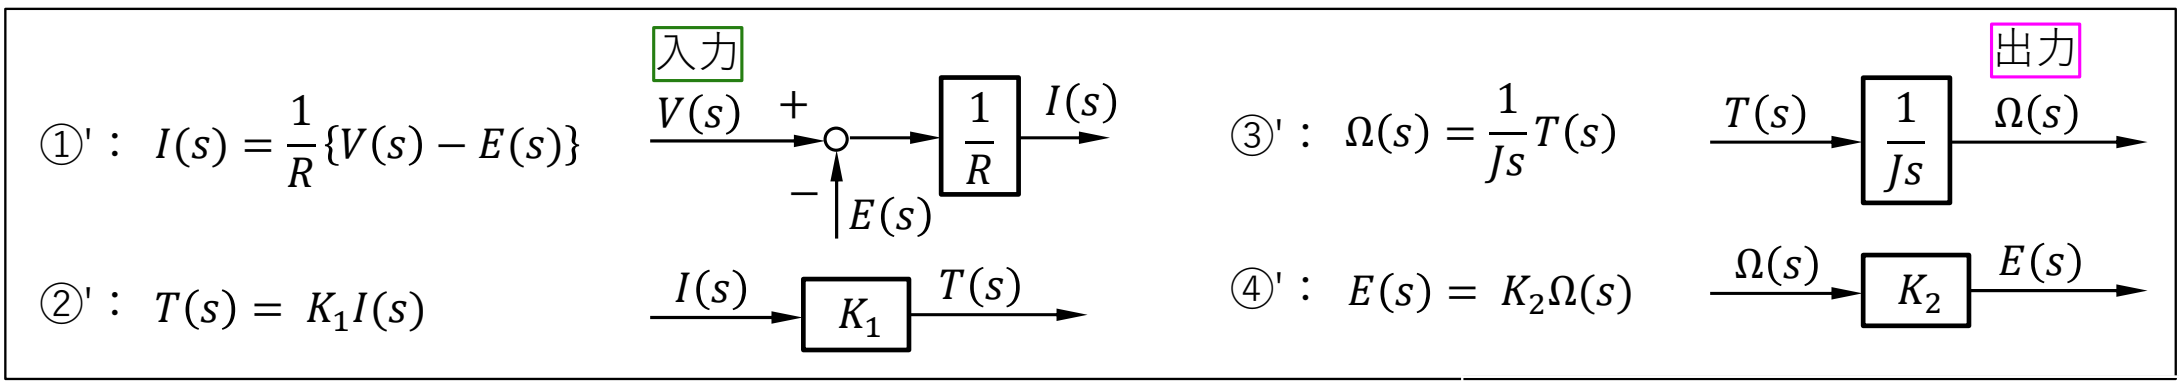 ①' : I(s) = 1/R {V(s) − E(s)}
入力
V(s) +
−
E(s)
1/R
I(s)
②' : T(s) = K₁I(s)
I(s)
K₁
T(s)
③' : Ω(s) = 1/Js T(s)
出力
T(s)
1/Js
Ω(s)
④' : E(s) = K₂Ω(s)
Ω(s)
K₂
E(s)